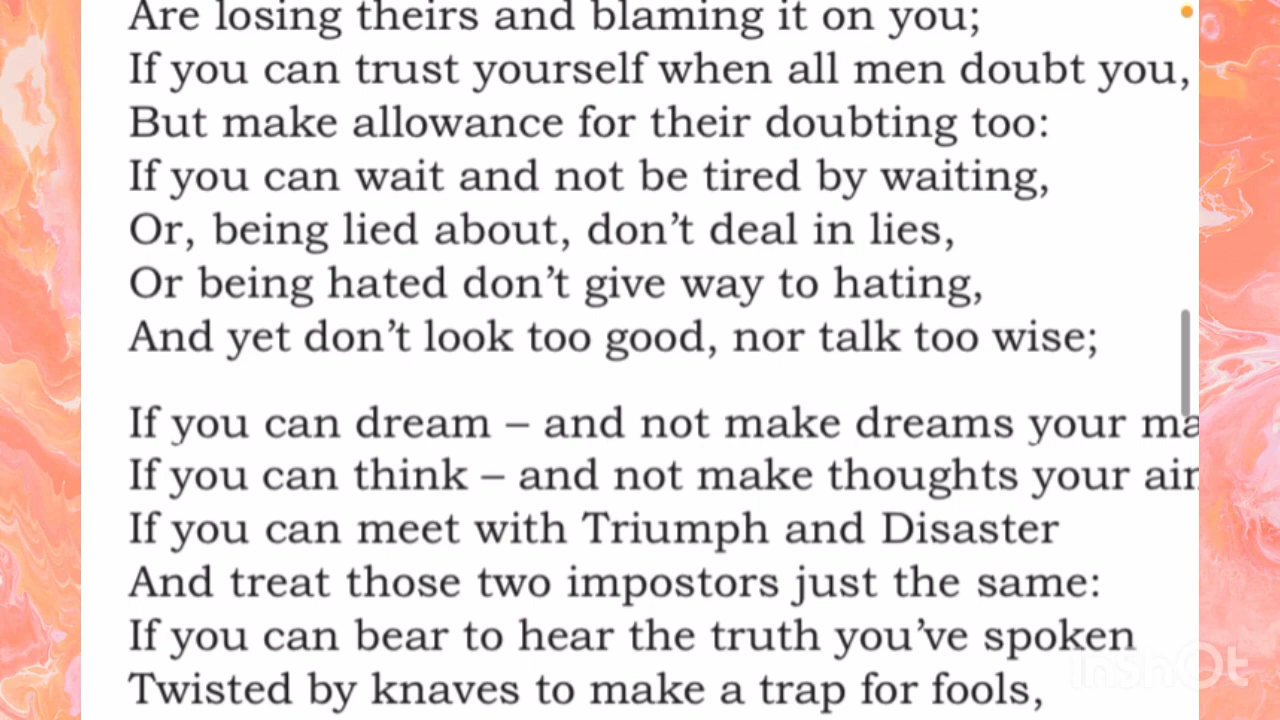 Are losing theirs and blaming it on you;
If you can trust yourself when all men doubt you,
But make allowance for their doubting too:
If you can wait and not be tired by waiting,
Or, being lied about, don’t deal in lies,
Or being hated don’t give way to hating,
And yet don’t look too good, nor talk too wise;
If you can dream – and not make dreams your
If you can think – and not make thoughts your
If you can meet with Triumph and Disaster
And treat those two impostors just the same:
If you can bear to hear the truth you’ve spoken
Twisted by knaves to make a trap for fools,
InShOt